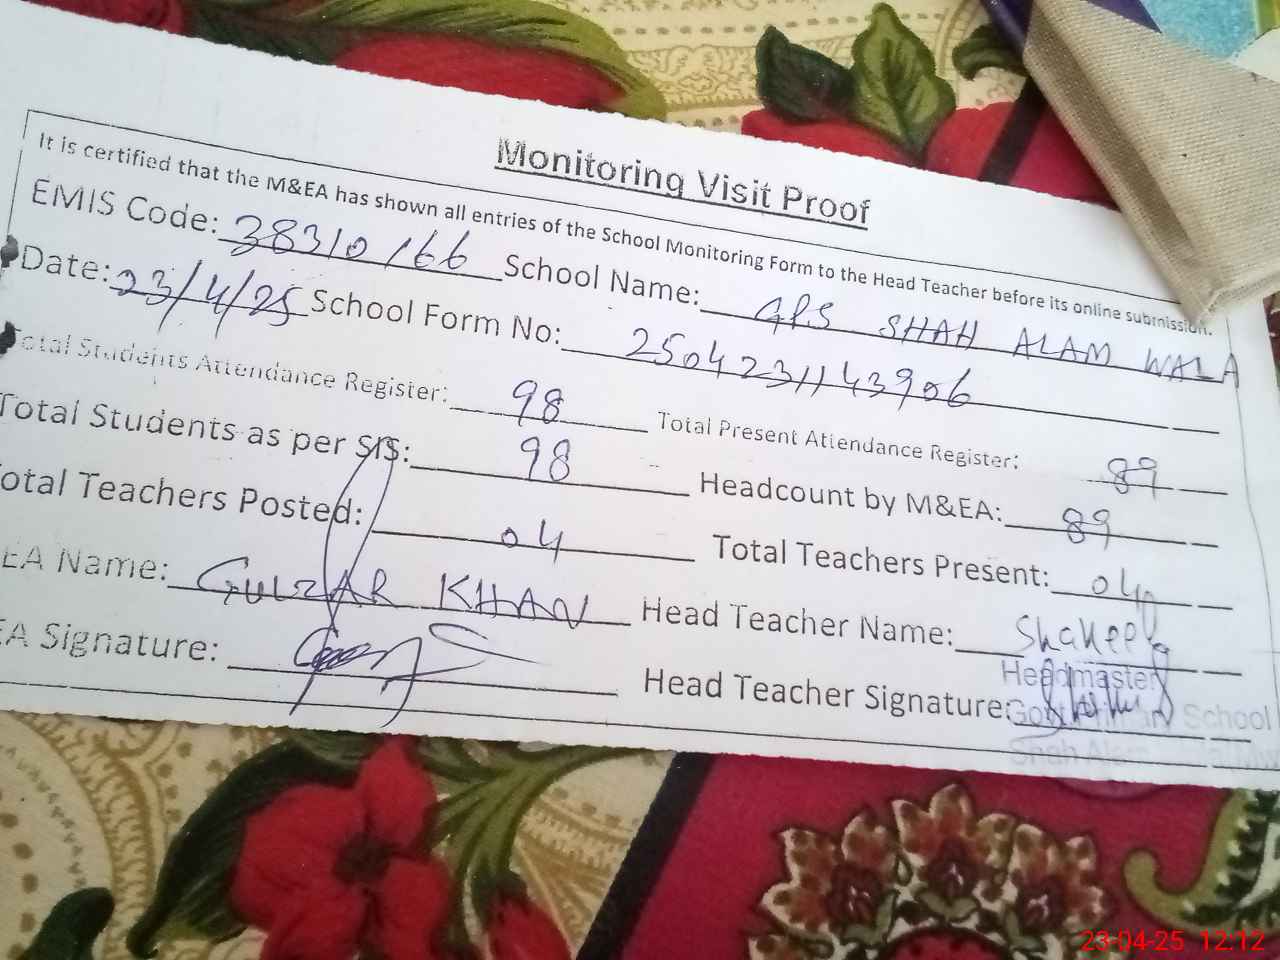 Monitoring Visit Proof
It is certified that the M&EA has shown all entries of the School Monitoring Form to the Head Teacher before its online submission.
EMIS Code: 38310166 School Name: GPS SHAH ALAM WALA
Date: 23/4/25 School Form No: 2504231143906
Total Students Attendance Register: 98 Total Present Attendance Register: 89
Total Students as per SIS: 98 Headcount by M&EA: 89
otal Teachers Posted: 04 Total Teachers Present: 04
EA Name: GULZAR KHAN Head Teacher Name: Shakeel
EA Signature: Head Teacher Signature:
Headmaster
School
Shah
23-04-25 12:12